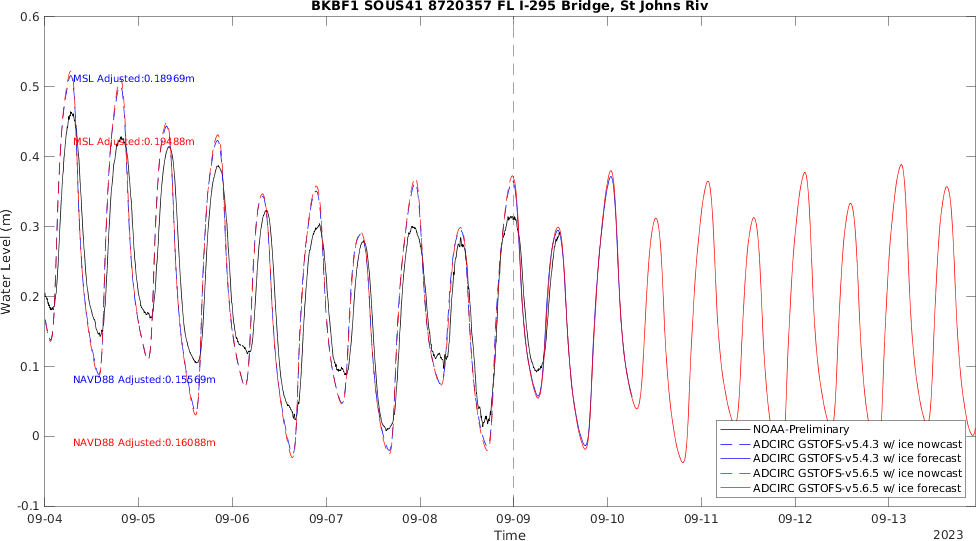 BKBF1 SOUS41 8720357 FL I-295 Bridge, St Johns Riv
0.6
0.5
0.4
0.3
0.2
0.1
0
-0.1
Water Level (m)
MSL Adjusted:0.18969m
MSL Adjusted:0.19488m
NAVD88 Adjusted:0.15569m
NAVD88 Adjusted:0.16088m
NOAA-Preliminary
ADCIRC GSTOFS-v5.4.3 w/ ice nowcast
ADCIRC GSTOFS-v5.4.3 w/ ice forecast
ADCIRC GSTOFS-v5.6.5 w/ ice nowcast
ADCIRC GSTOFS-v5.6.5 w/ ice forecast
09-04 09-05 09-06 09-07 09-08 09-09 09-10 09-11 09-12 09-13
Time
2023